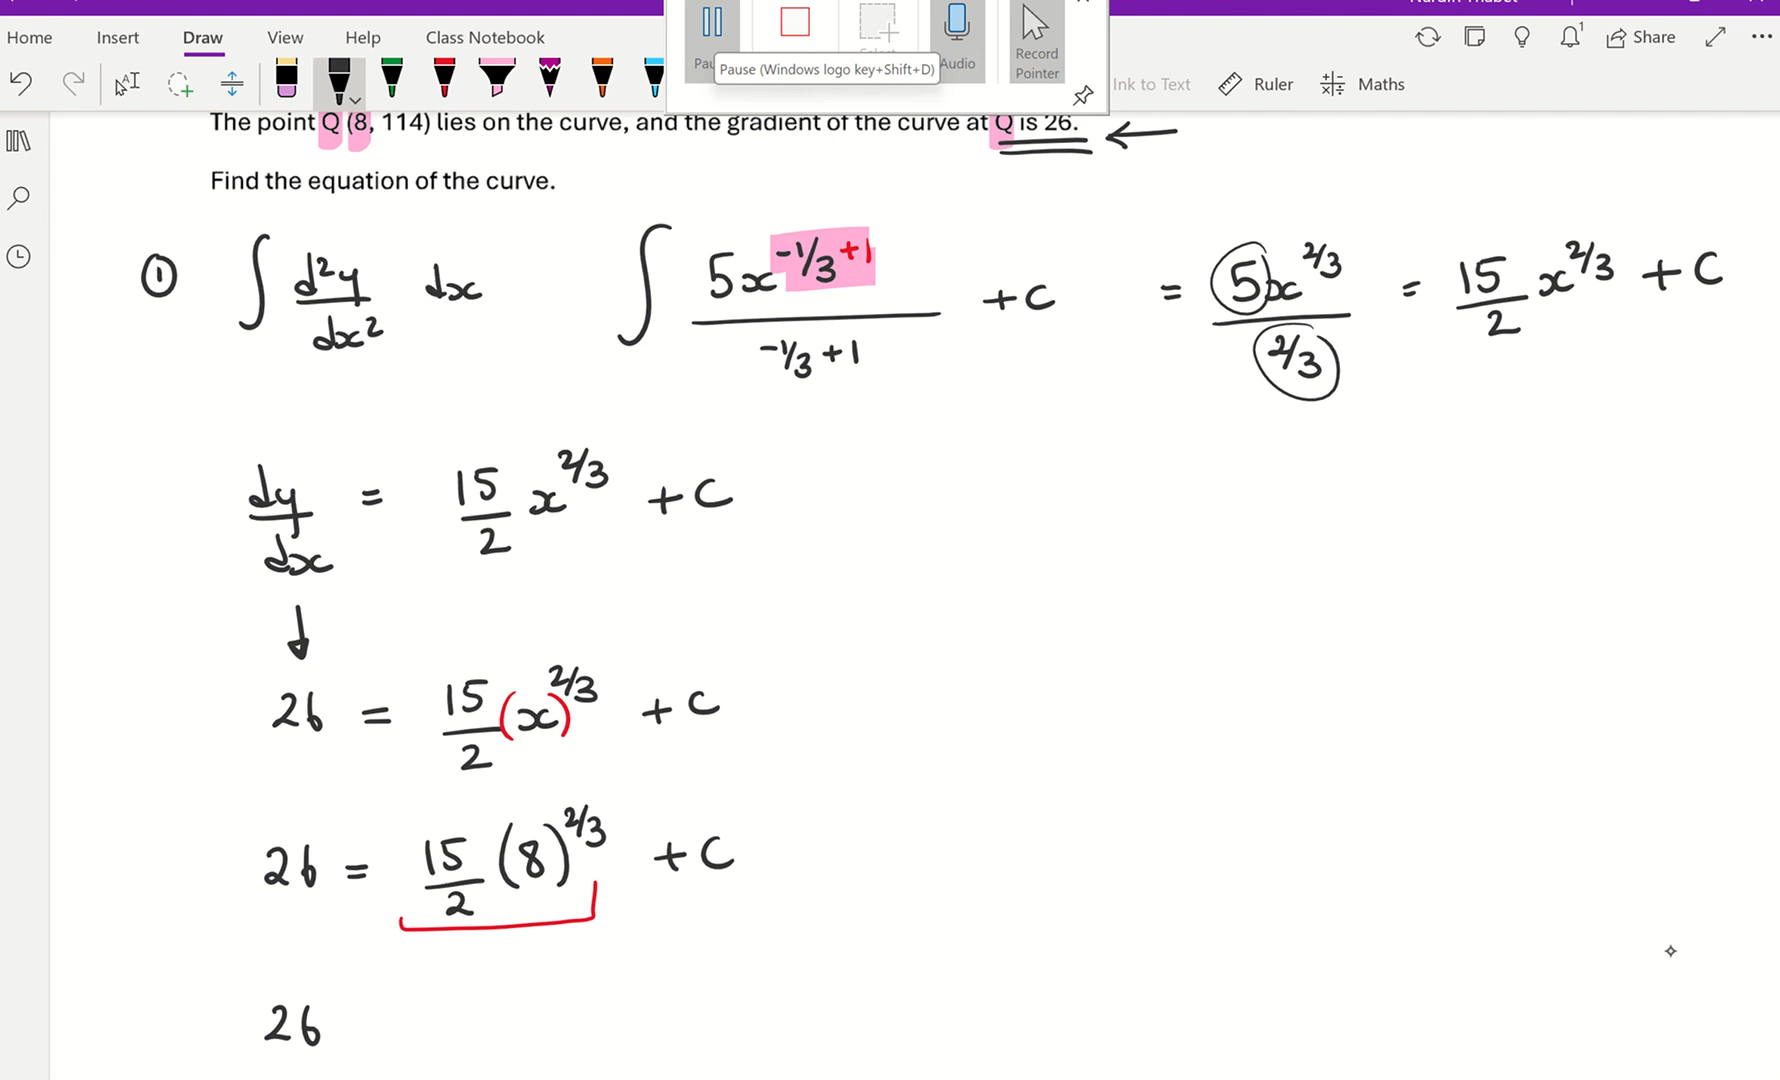 Home Insert Draw View Help Class Notebook Share
Pau Audio Record Pointer
Pause (Windows logo key+Shift+D)
Ink to Text Ruler Maths
The point Q (8, 114) lies on the curve, and the gradient of the curve at Q is 26. ←
Find the equation of the curve.
① ∫ d²y/dx² dx ∫ 5x^(-1/3 +1) / (-1/3 + 1) + C = 5x^(2/3) / (2/3) = 15/2 x^(2/3) + C
dy/dx = 15/2 x^(2/3) + C
↓
26 = 15/2 (x)^(2/3) + C
26 = 15/2 (8)^(2/3) + C
26